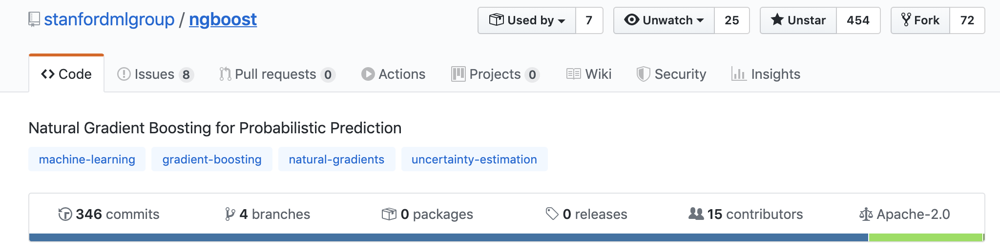 stanfordmlgroup / ngboost Used by 7 Unwatch 25 Unstar 454 Fork 72
Code Issues 8 Pull requests 0 Actions Projects 0 Wiki Security Insights
Natural Gradient Boosting for Probabilistic Prediction
machine-learning gradient-boosting natural-gradients uncertainty-estimation
346 commits 4 branches 0 packages 0 releases 15 contributors Apache-2.0